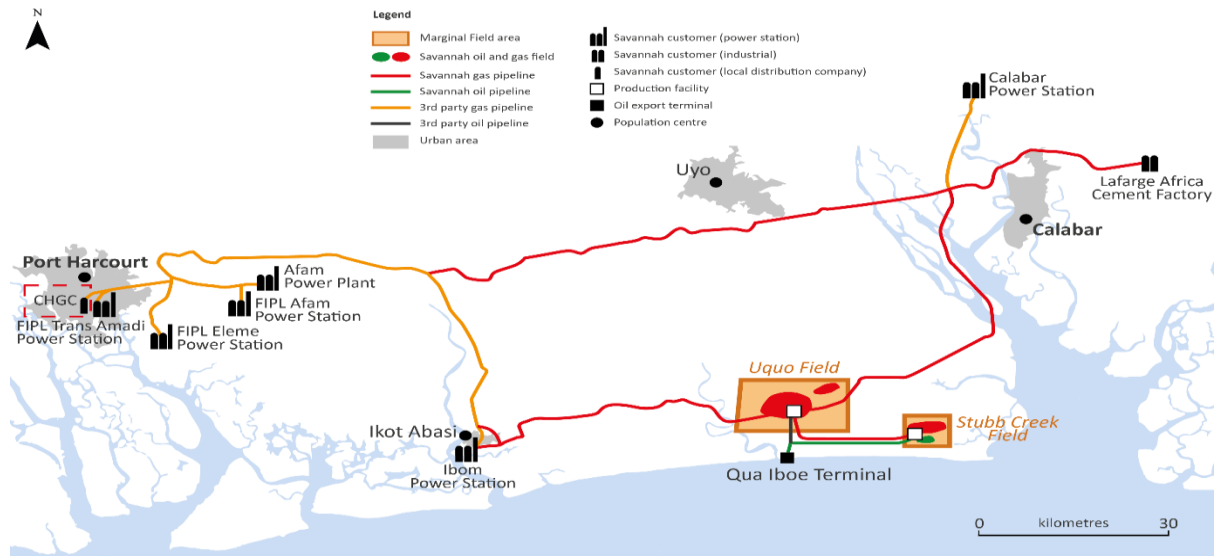 N
Legend
Marginal Field area
Savannah oil and gas field
Savannah gas pipeline
Savannah oil pipeline
3rd party gas pipeline
3rd party oil pipeline
Urban area
Savannah customer (power station)
Savannah customer (industrial)
Savannah customer (local distribution company)
Production facility
Oil export terminal
Population centre
Calabar
Power Station
Uyo
Lafarge Africa
Cement Factory
Calabar
Port Harcourt
CHGC
FIPL Trans Amadi
Power Station
Afam
Power Plant
FIPL Afam
Power Station
FIPL Eleme
Power Station
Uquo Field
Stubb Creek
Field
Ikot Abasi
Ibom
Power Station
Qua Iboe Terminal
0 kilometres 30